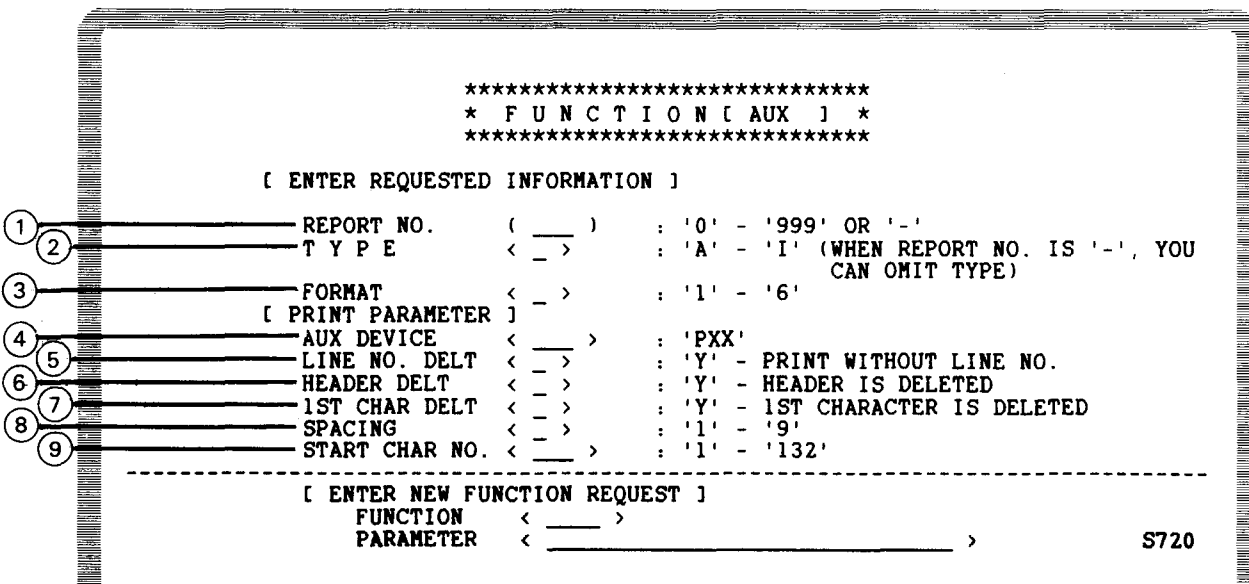 ******************************
* F U N C T I O N [ AUX ] *
******************************
[ ENTER REQUESTED INFORMATION ]
1 REPORT NO. ( ___ ) : '0' - '999' OR '-'
2 T Y P E < _ > : 'A' - 'I' (WHEN REPORT NO. IS '-', YOU
CAN OMIT TYPE)
3 FORMAT < _ > : '1' - '6'
[ PRINT PARAMETER ]
4 AUX DEVICE < ___ > : 'PXX'
5 LINE NO. DELT < _ > : 'Y' - PRINT WITHOUT LINE NO.
6 HEADER DELT < _ > : 'Y' - HEADER IS DELETED
7 1ST CHAR DELT < _ > : 'Y' - 1ST CHARACTER IS DELETED
8 SPACING < _ > : '1' - '9'
9 START CHAR NO. < ___ > : '1' - '132'
[ ENTER NEW FUNCTION REQUEST ]
FUNCTION < ____ >
PARAMETER < ______________________________ > S720